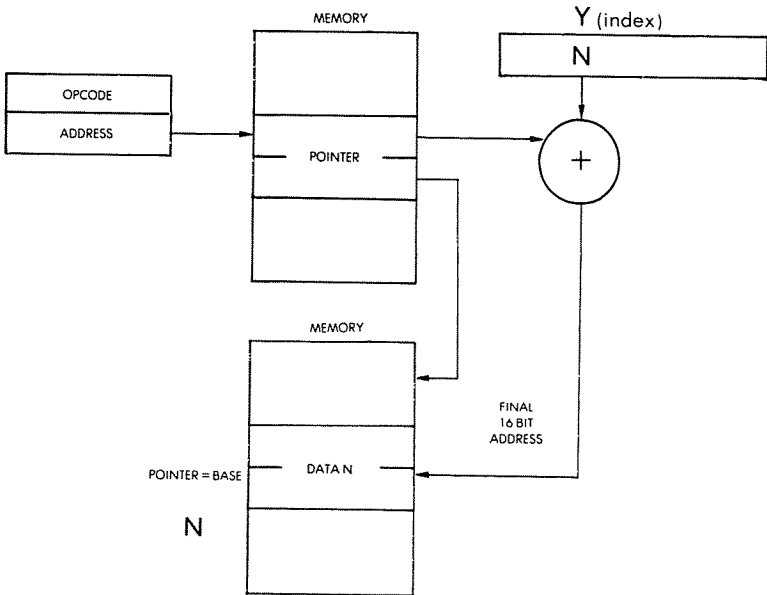 MEMORY
Y (index)
N
OPCODE
ADDRESS
POINTER
+
MEMORY
FINAL
16 BIT
ADDRESS
POINTER = BASE
DATA N
N